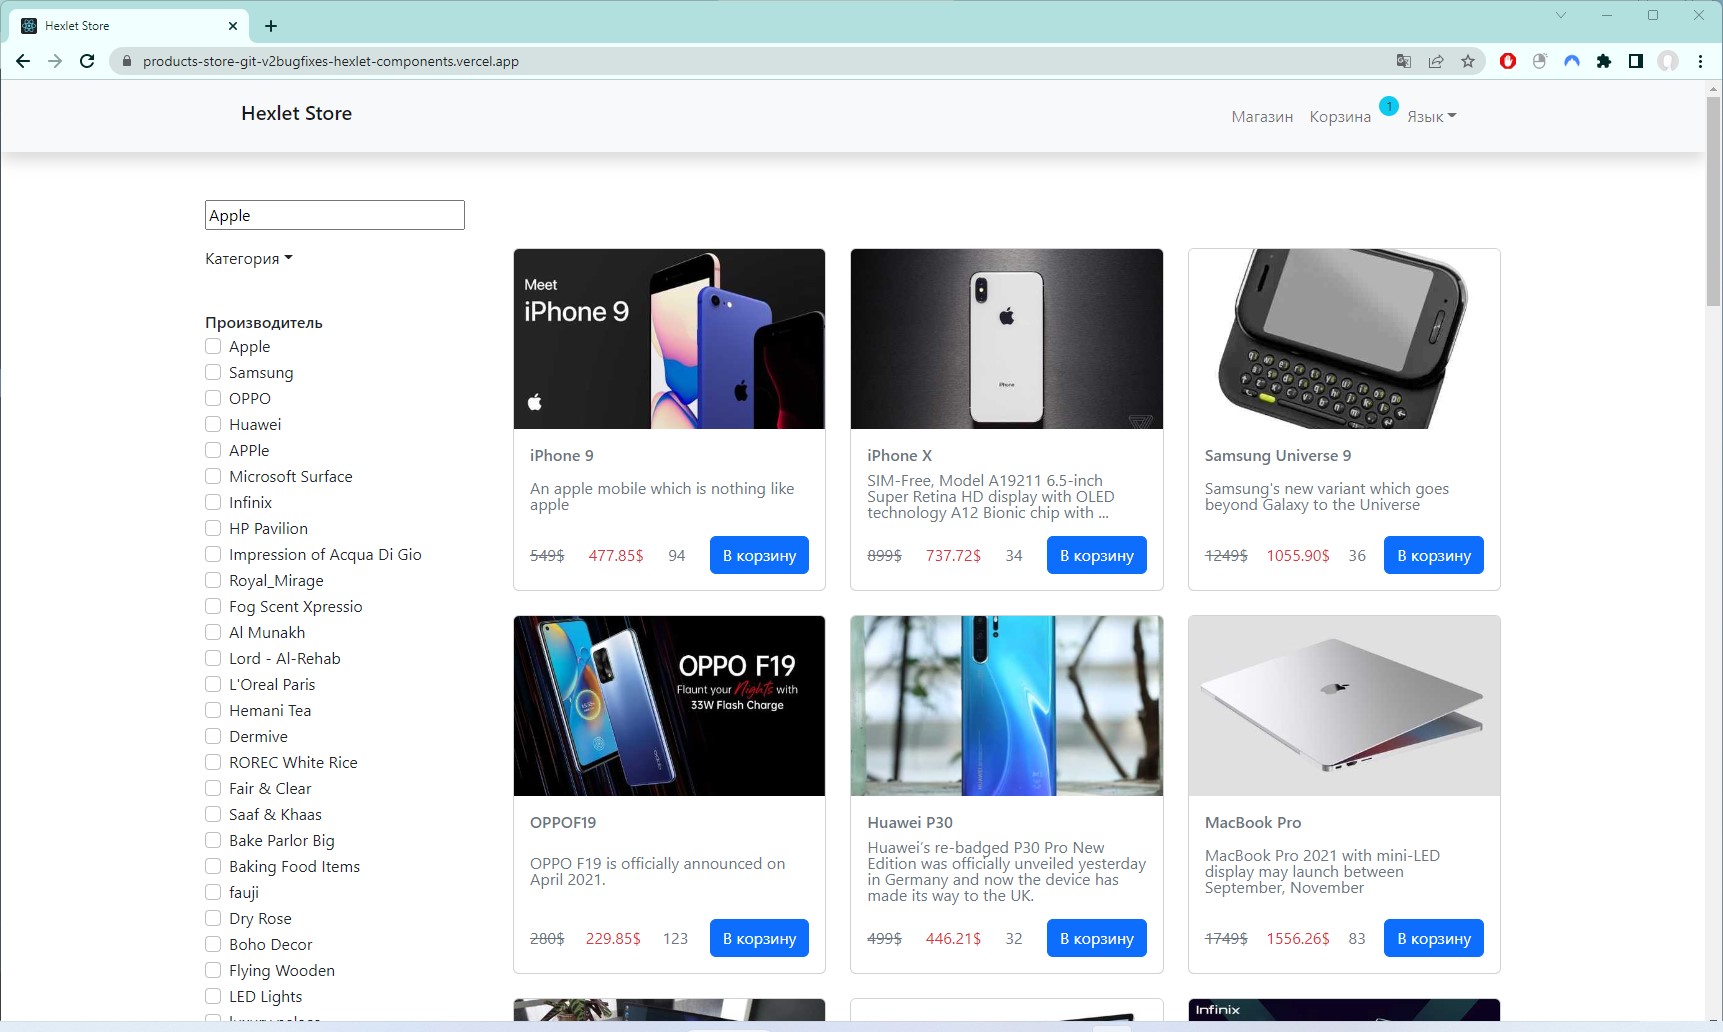 Hexlet Store
products-store-git-v2bugfixes-hexlet-components.vercel.app
Hexlet Store
Магазин Корзина 1 Язык
Apple
Категория
Производитель
Apple
Samsung
OPPO
Huawei
APPle
Microsoft Surface
Infinix
HP Pavilion
Impression of Acqua Di Gio
Royal_Mirage
Fog Scent Xpressio
Al Munakh
Lord - Al-Rehab
L'Oreal Paris
Hemani Tea
Dermive
ROREC White Rice
Fair & Clear
Saaf & Khaas
Bake Parlor Big
Baking Food Items
fauji
Dry Rose
Boho Decor
Flying Wooden
LED Lights
Meet
iPhone 9
iPhone 9
An apple mobile which is nothing like
apple
549$ 477.85$ 94 В корзину
iPhone
iPhone X
SIM-Free, Model A19211 6.5-inch
Super Retina HD display with OLED
technology A12 Bionic chip with ...
899$ 737.72$ 34 В корзину
Samsung Universe 9
Samsung's new variant which goes
beyond Galaxy to the Universe
1249$ 1055.90$ 36 В корзину
OPPO F19
Flaunt your Nights with
33W Flash Charge
OPPOF19
OPPO F19 is officially announced on
April 2021.
280$ 229.85$ 123 В корзину
Huawei P30
Huawei’s re-badged P30 Pro New
Edition was officially unveiled yesterday
in Germany and now the device has
made its way to the UK.
499$ 446.21$ 32 В корзину
MacBook Pro
MacBook Pro 2021 with mini-LED
display may launch between
September, November
1749$ 1556.26$ 83 В корзину
Infinix